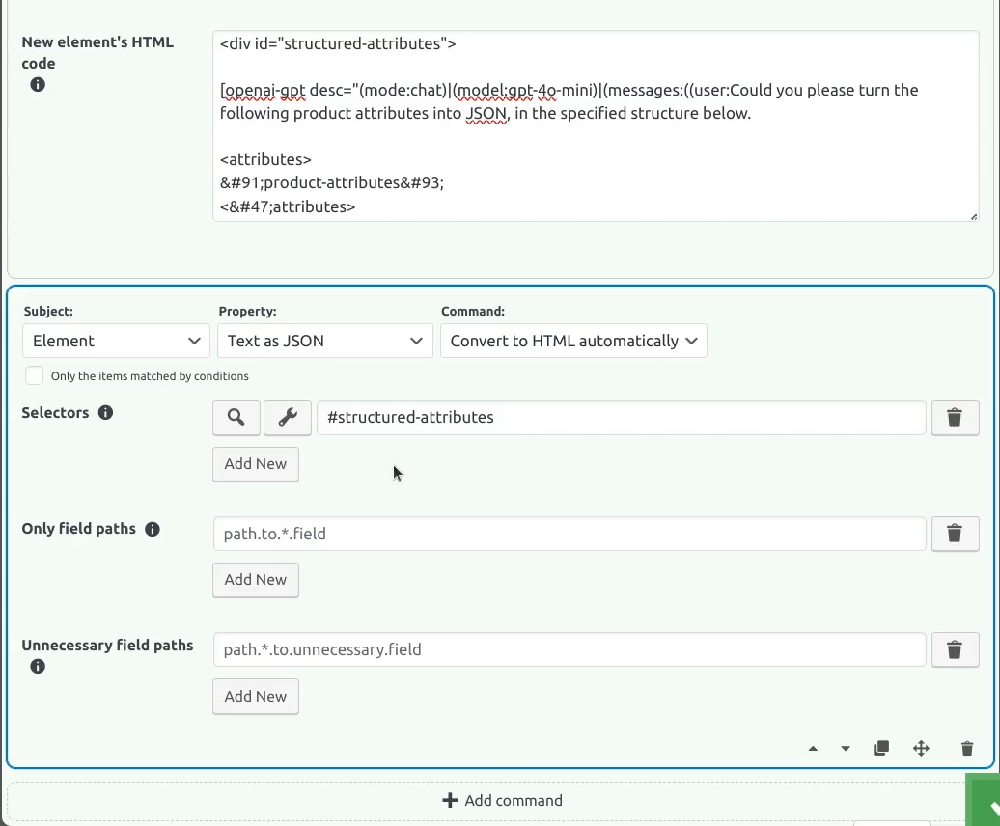 New element's HTML
code
<div id="structured-attributes">
[openai-gpt desc="(mode:chat)|(model:gpt-4o-mini)|(messages:((user:Could you please turn the
following product attributes into JSON, in the specified structure below.
<attributes>
&#91;product-attributes&#93;
<&#47;attributes>
Subject: Property: Command:
Element Text as JSON Convert to HTML automatically
Only the items matched by conditions
Selectors #structured-attributes
Add New
Only field paths path.to.*.field
Add New
Unnecessary field paths path.*.to.unnecessary.field
Add New
Add command